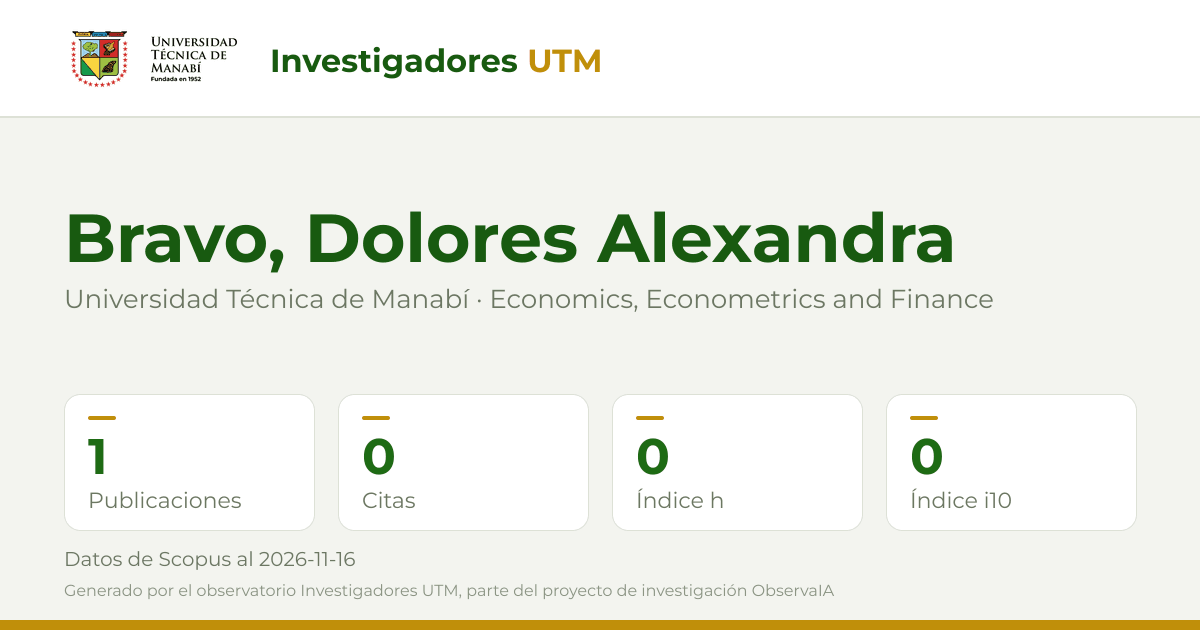 UNIVERSIDAD
TÉCNICA DE
MANABÍ
Fundada en 1952
Investigadores UTM
Bravo, Dolores Alexandra
Universidad Técnica de Manabí · Economics, Econometrics and Finance
1
Publicaciones
0
Citas
0
Índice h
0
Índice i10
Datos de Scopus al 2026-11-16
Generado por el observatorio Investigadores UTM, parte del proyecto de investigación ObservaIA